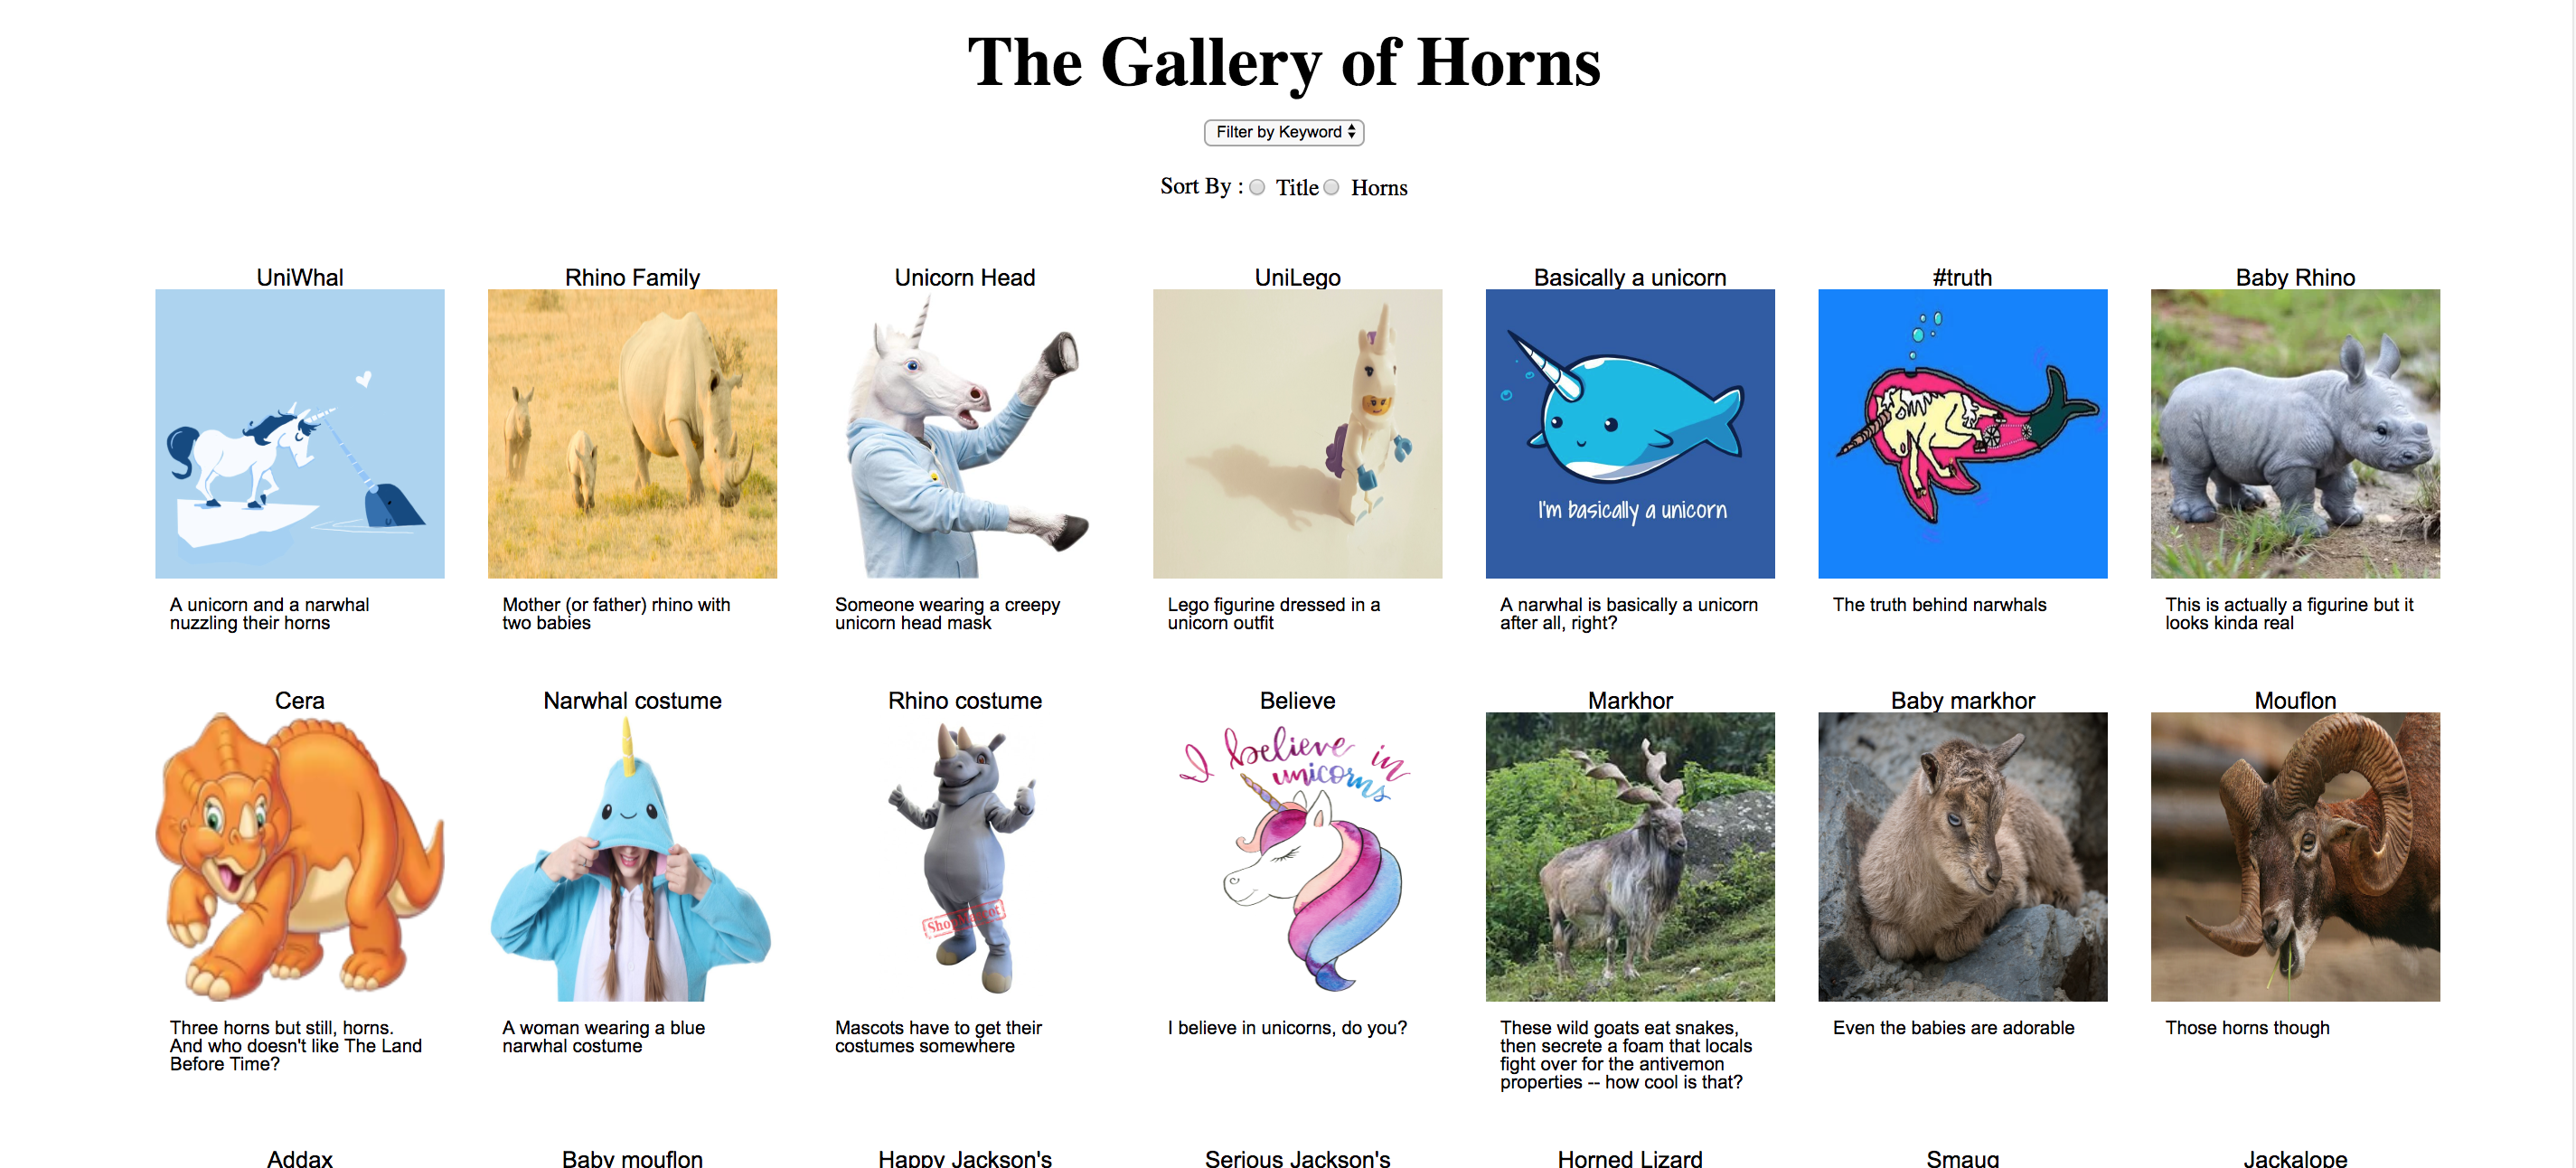 The Gallery of Horns
Filter by Keyword
Sort By : Title Horns
UniWhal
Rhino Family
Unicorn Head
UniLego
Basically a unicorn
#truth
Baby Rhino
I'm basically a unicorn
A unicorn and a narwhal
nuzzling their horns
Mother (or father) rhino with
two babies
Someone wearing a creepy
unicorn head mask
Lego figurine dressed in a
unicorn outfit
A narwhal is basically a unicorn
after all, right?
The truth behind narwhals
This is actually a figurine but it
looks kinda real
Cera
Narwhal costume
Rhino costume
Believe
Markhor
Baby markhor
Mouflon
I believe in
unicorns
ShopMascot
Three horns but still, horns.
And who doesn't like The Land
Before Time?
A woman wearing a blue
narwhal costume
Mascots have to get their
costumes somewhere
I believe in unicorns, do you?
These wild goats eat snakes,
then secrete a foam that locals
fight over for the antivemon
properties -- how cool is that?
Even the babies are adorable
Those horns though
Addax
Baby mouflon
Happy Jackson's
Serious Jackson's
Horned Lizard
Smaug
Jackalope